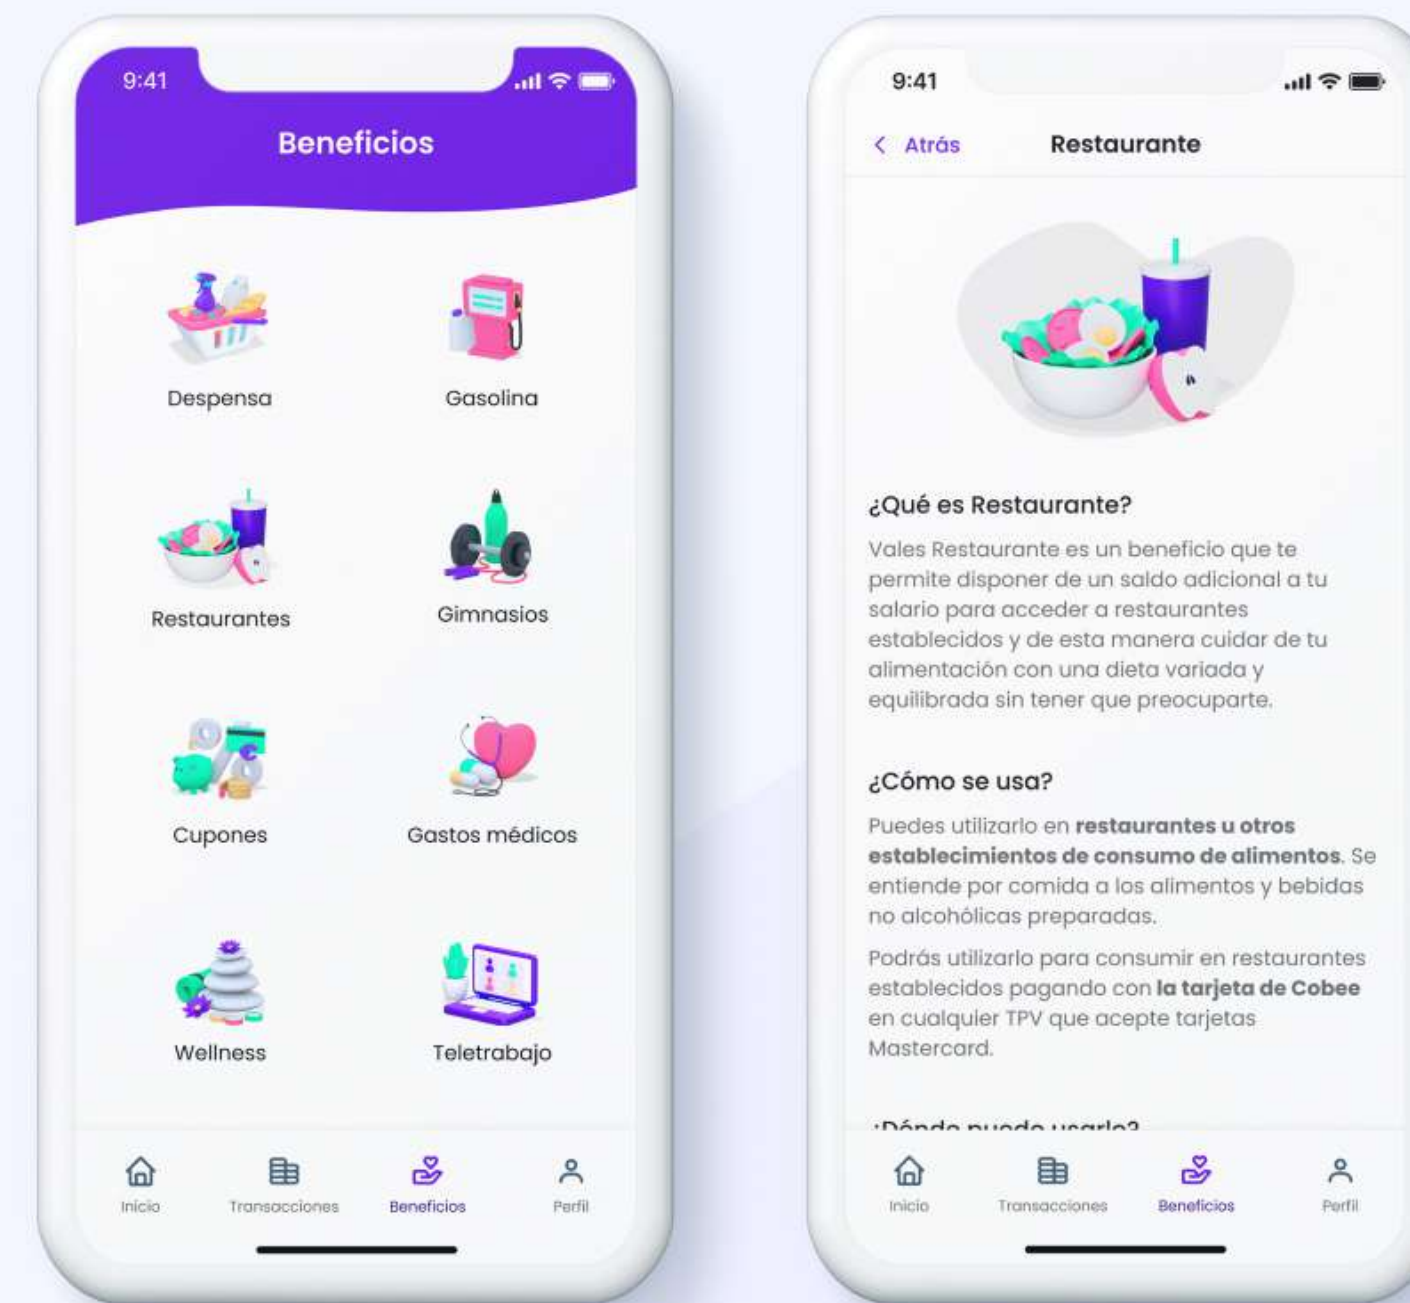 9:41
Beneficios
Despensa
Gasolina
Restaurantes
Gimnasios
Cupones
Gastos médicos
Wellness
Teletrabajo
Inicio
Transacciones
Beneficios
Perfil
9:41
Atrás
Restaurante
¿Qué es Restaurante?
Vales Restaurante es un beneficio que te
permite disponer de un saldo adicional a tu
salario para acceder a restaurantes
establecidos y de esta manera cuidar de tu
alimentación con una dieta variada y
equilibrada sin tener que preocuparte.
¿Cómo se usa?
Puedes utilizarlo en restaurantes u otros
establecimientos de consumo de alimentos. Se
entiende por comida a los alimentos y bebidas
no alcohólicas preparadas.
Podrás utilizarlo para consumir en restaurantes
establecidos pagando con la tarjeta de Cobee
en cualquier TPV que acepte tarjetas
Mastercard.
¿Dónde puedo usarlo?
Inicio
Transacciones
Beneficios
Perfil